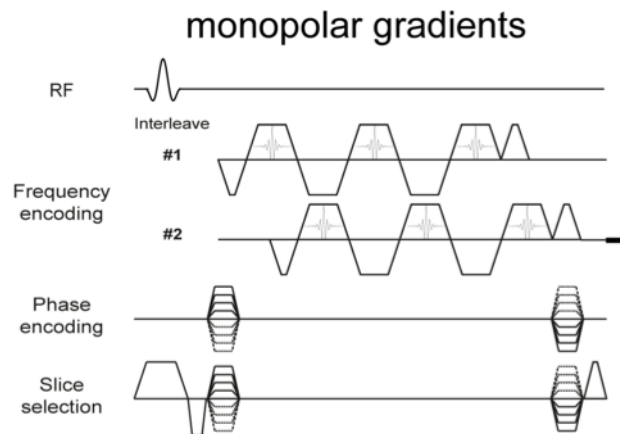 monopolar gradients
RF
Interleave
#1
Frequency
encoding
#2
Phase
encoding
Slice
selection